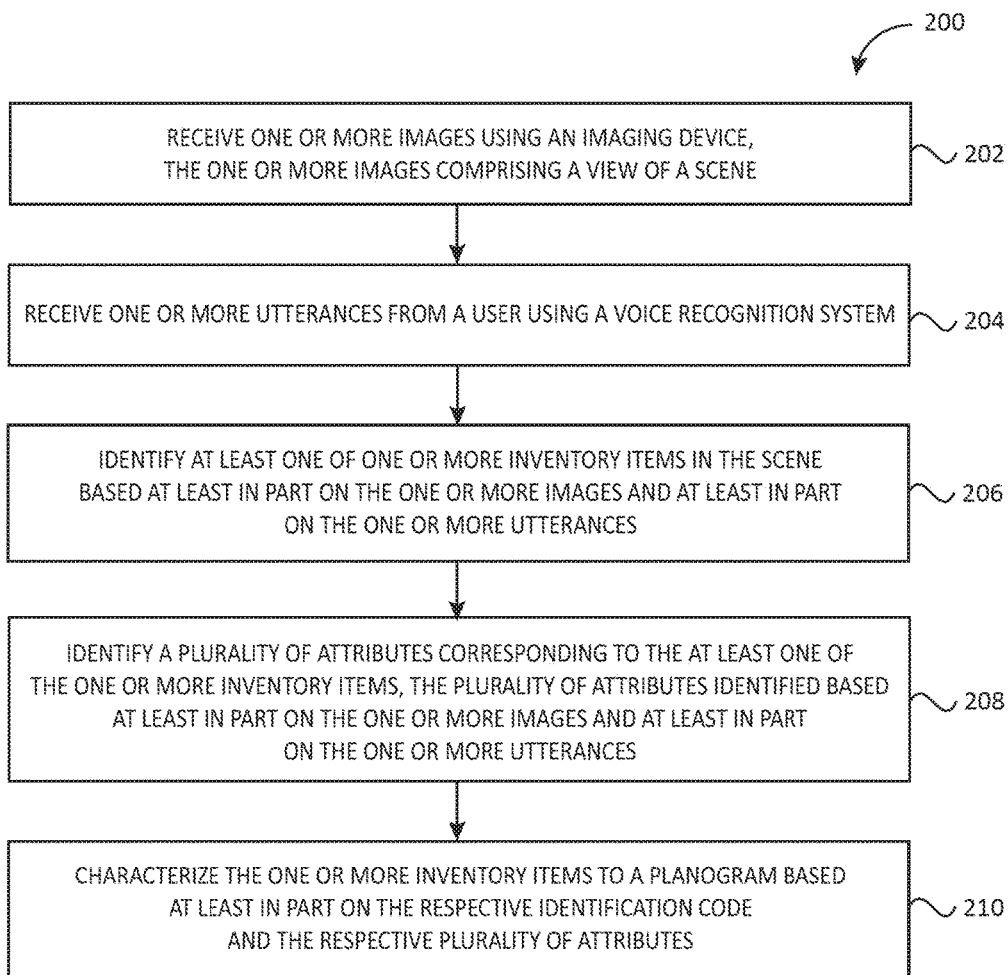 200
RECEIVE ONE OR MORE IMAGES USING AN IMAGING DEVICE,
THE ONE OR MORE IMAGES COMPRISING A VIEW OF A SCENE
202
RECEIVE ONE OR MORE UTTERANCES FROM A USER USING A VOICE RECOGNITION SYSTEM
204
IDENTIFY AT LEAST ONE OF ONE OR MORE INVENTORY ITEMS IN THE SCENE
BASED AT LEAST IN PART ON THE ONE OR MORE IMAGES AND AT LEAST IN PART
ON THE ONE OR MORE UTTERANCES
206
IDENTIFY A PLURALITY OF ATTRIBUTES CORRESPONDING TO THE AT LEAST ONE OF
THE ONE OR MORE INVENTORY ITEMS, THE PLURALITY OF ATTRIBUTES IDENTIFIED BASED
AT LEAST IN PART ON THE ONE OR MORE IMAGES AND AT LEAST IN PART
ON THE ONE OR MORE UTTERANCES
208
CHARACTERIZE THE ONE OR MORE INVENTORY ITEMS TO A PLANOGRAM BASED
AT LEAST IN PART ON THE RESPECTIVE IDENTIFICATION CODE
AND THE RESPECTIVE PLURALITY OF ATTRIBUTES
210